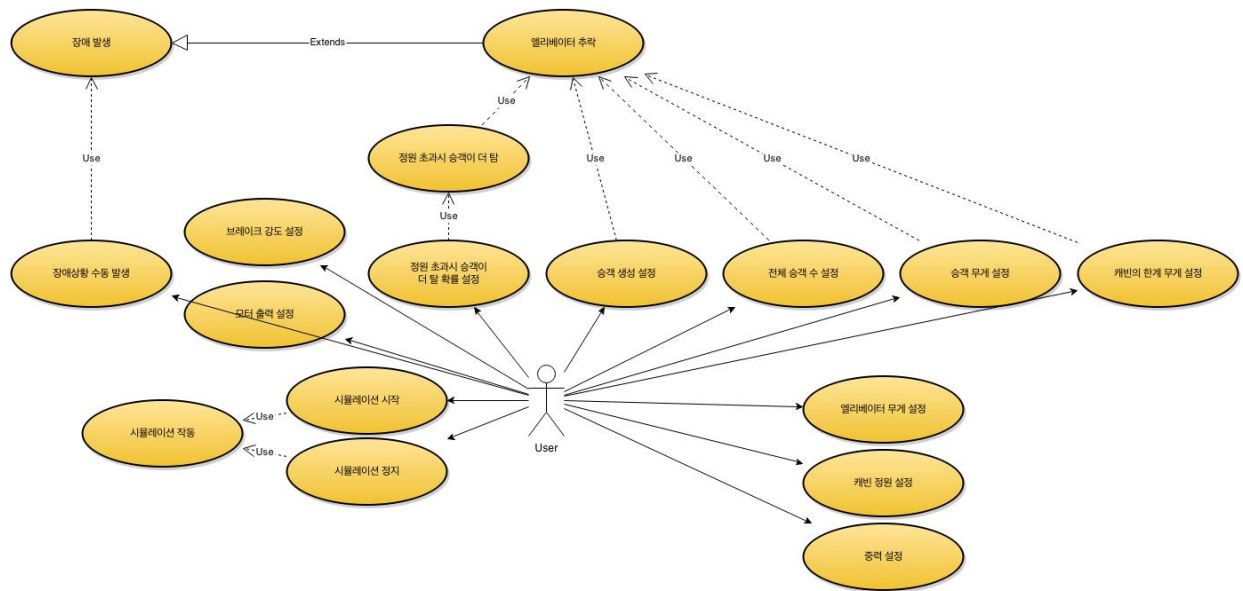 장애 발생
Extends
엘리베이터 추락
Use
정원 초과시 승객이 더 탐
Use
Use
Use
Use
Use
Use
브레이크 강도 설정
장애상황 수동 발생
정원 초과시 승객이
더 탈 확률 설정
승객 생성 설정
전체 승객 수 설정
승객 무게 설정
캐빈의 한계 무게 설정
모터 출력 설정
시뮬레이션 시작
엘리베이터 무게 설정
Use
시뮬레이션 작동
User
Use
시뮬레이션 정지
캐빈 정원 설정
중력 설정